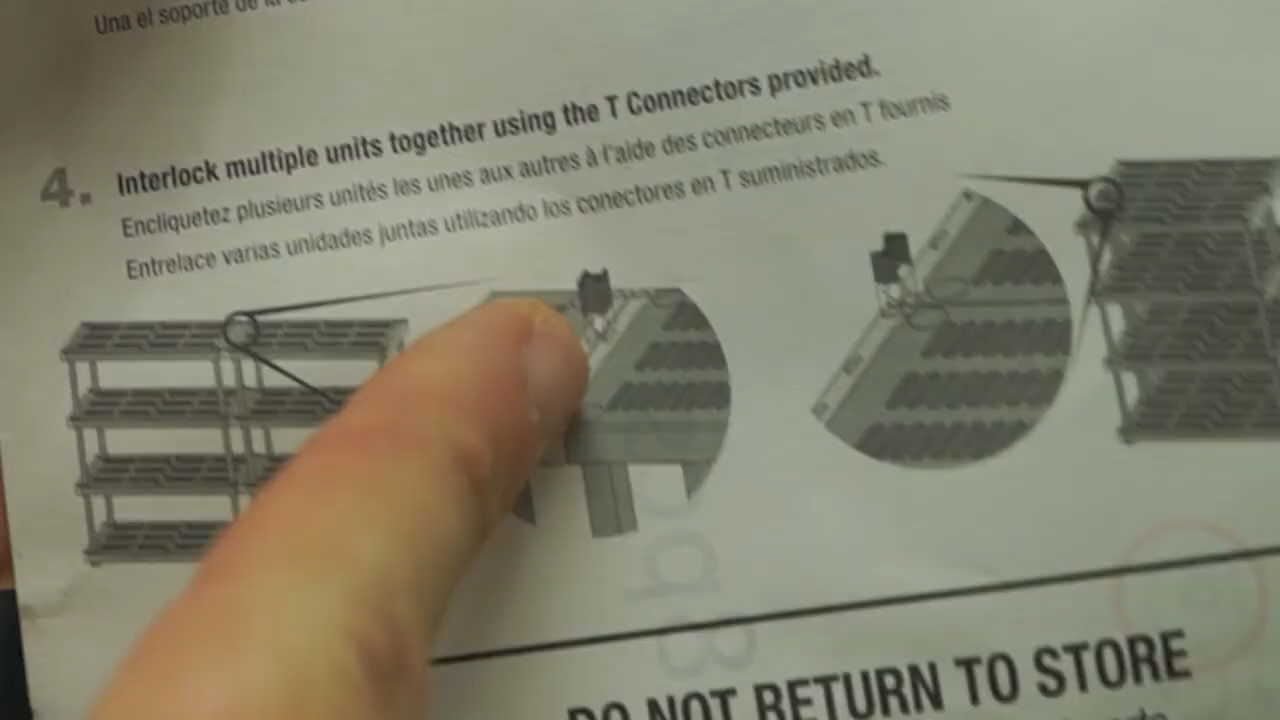 Una el soporte de la
4. Interlock multiple units together using the T Connectors provided.
Encliquetez plusieurs unités les unes aux autres à l'aide des connecteurs en T fournis
Entrelace varias unidades juntas utilizando los conectores en T suministrados.
DO NOT RETURN TO STORE